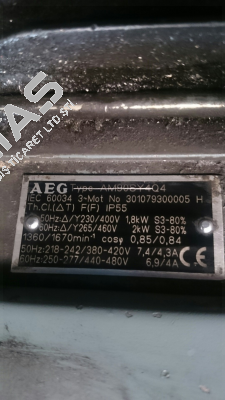 AEG Type AM90SY4Q4
IEC 60034 3-Mot No 301079300005 H
Th.Cl.(ΔT) F(F) IP55
50Hz:Δ/Y230/400V 1,8kW S3-80%
60Hz:Δ/Y265/460V 2kW S3-80%
1360/1670min⁻¹ cosφ 0,85/0,84
50Hz:218-242/380-420V 7,4/4,3A
60Hz:250-277/440-480V 6,9/4A
CE